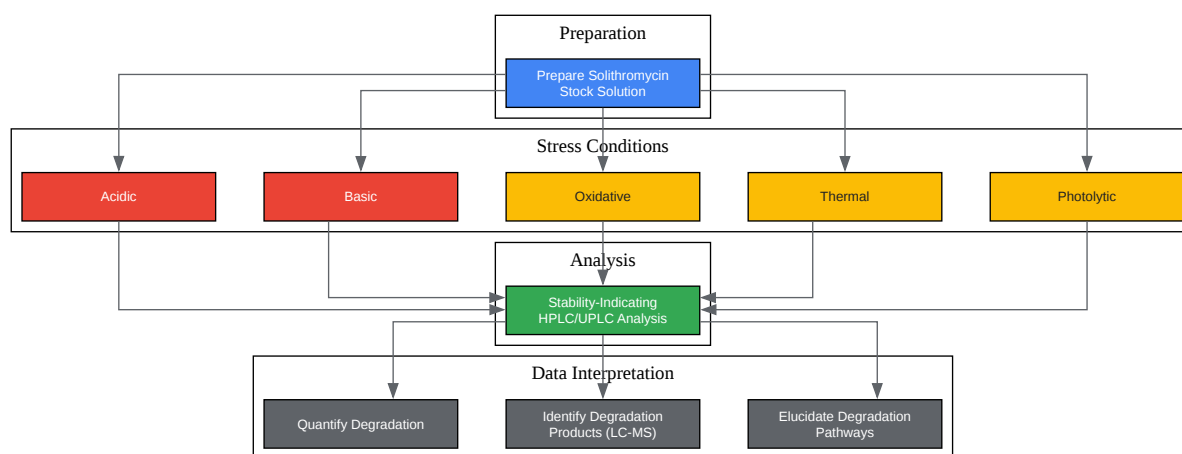 Preparation
Prepare Solithromycin
Stock Solution
Stress Conditions
Acidic
Basic
Oxidative
Thermal
Photolytic
Analysis
Stability-Indicating
HPLC/UPLC Analysis
Data Interpretation
Quantify Degradation
Identify Degradation
Products (LC-MS)
Elucidate Degradation
Pathways